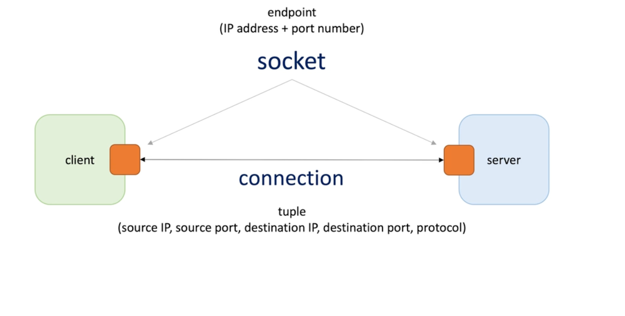 endpoint
(IP address + port number)
socket
client
server
connection
tuple
(source IP, source port, destination IP, destination port, protocol)